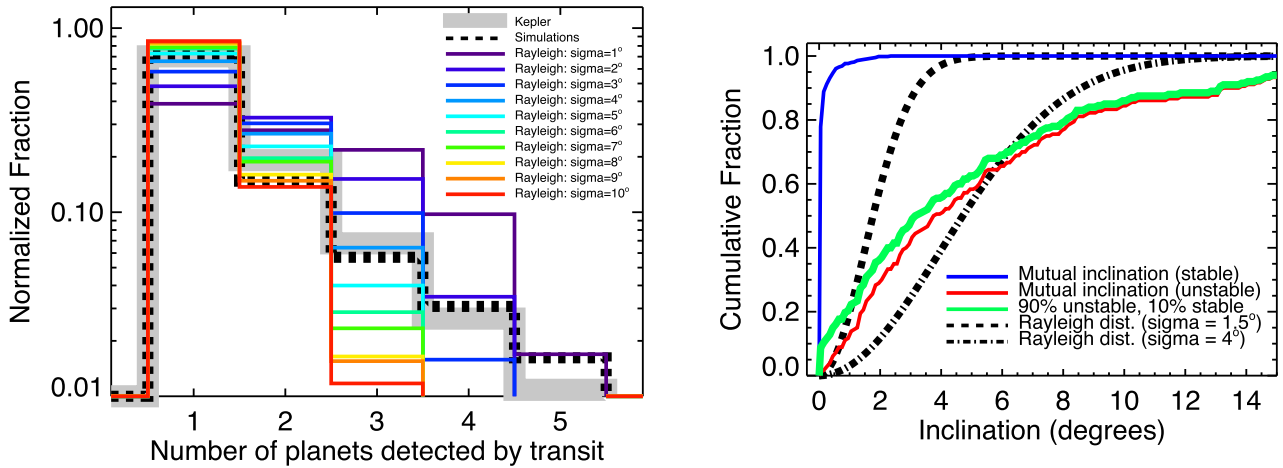 1.00
0.10
0.01
Normalized Fraction
Kepler
Simulations
Rayleigh: sigma=1°
Rayleigh: sigma=2°
Rayleigh: sigma=3°
Rayleigh: sigma=4°
Rayleigh: sigma=5°
Rayleigh: sigma=6°
Rayleigh: sigma=7°
Rayleigh: sigma=8°
Rayleigh: sigma=9°
Rayleigh: sigma=10°
1 2 3 4 5
Number of planets detected by transit
1.0
0.8
0.6
0.4
0.2
0.0
Cumulative Fraction
Mutual inclination (stable)
Mutual inclination (unstable)
90% unstable, 10% stable
Rayleigh dist. (sigma = 1.5°)
Rayleigh dist. (sigma = 4°)
0 2 4 6 8 10 12 14
Inclination (degrees)